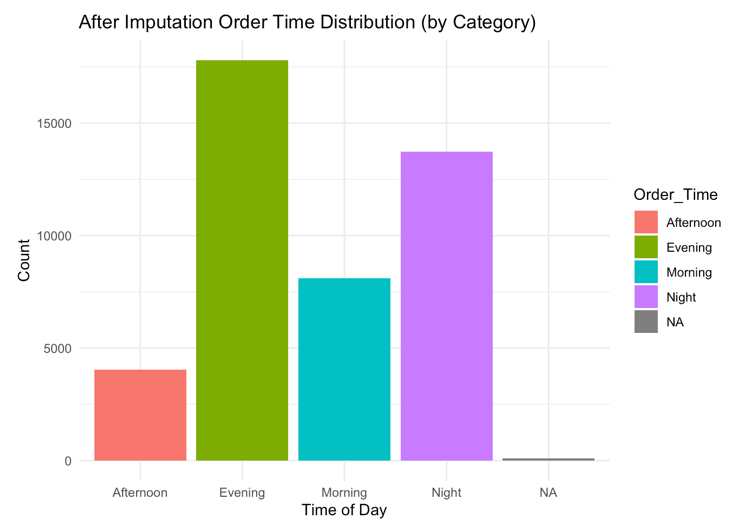 After Imputation Order Time Distribution (by Category)
15000
10000
5000
0
Count
Afternoon Evening Morning Night NA
Time of Day
Order_Time
Afternoon
Evening
Morning
Night
NA